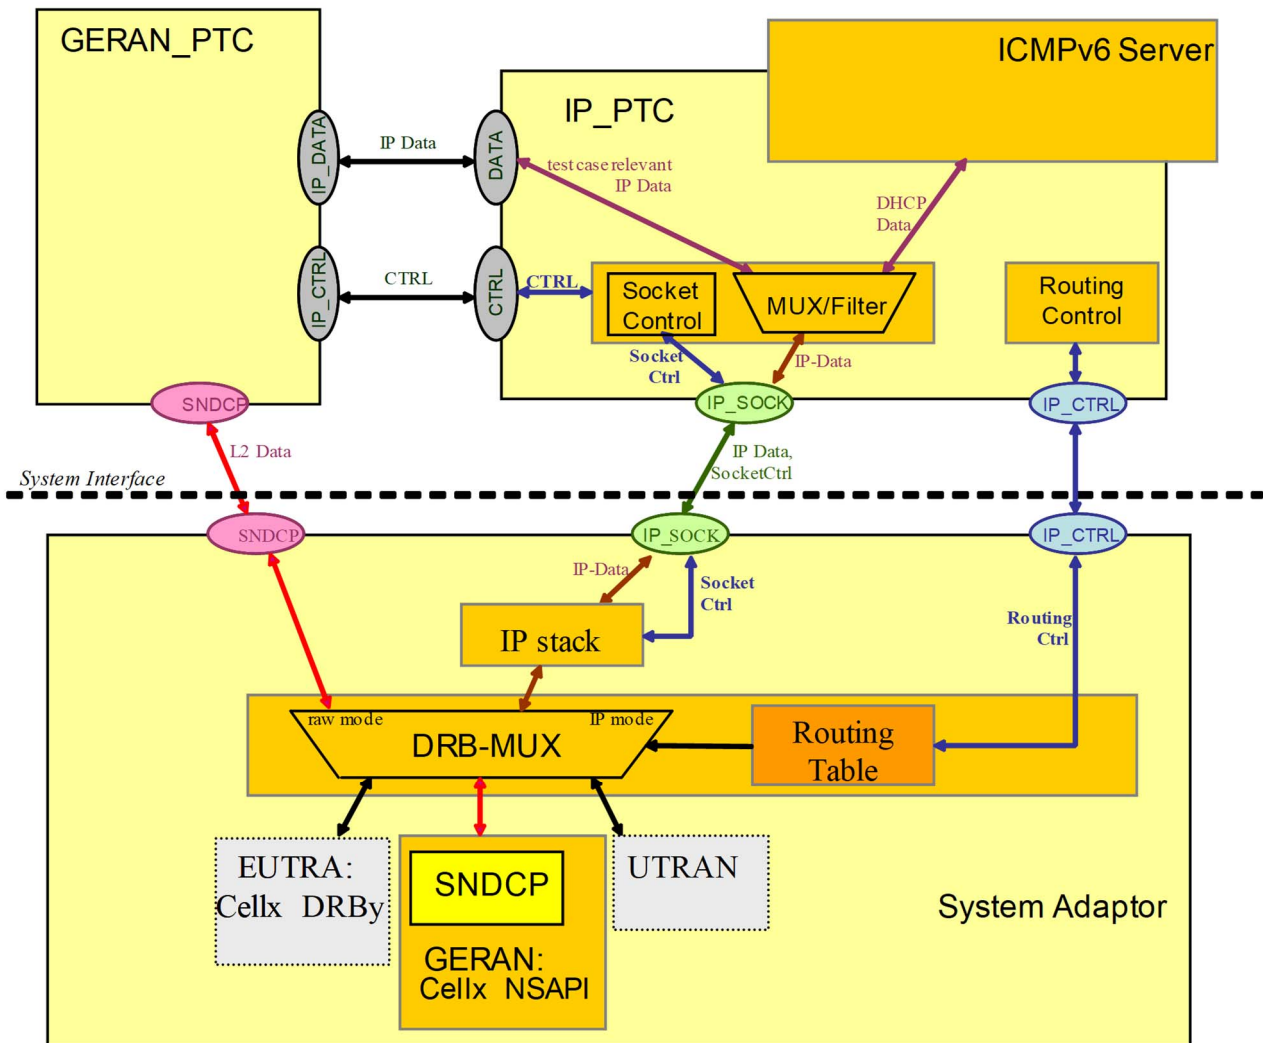 GERAN_PTC
ICMPv6 Server
IP_PTC
IP_DATA
IP Data
DATA
test case relevant
IP Data
DHCP
Data
IP_CTRL
CTRL
CTRL
CTRL
Socket
Control
MUX/Filter
Routing
Control
Socket
Ctrl
IP-Data
SNDCP
IP_SOCK
IP_CTRL
L2 Data
IP Data,
SocketCtrl
System Interface
SNDCP
IP_SOCK
IP_CTRL
IP-Data
Socket
Ctrl
IP stack
Routing
Ctrl
raw mode
IP mode
DRB-MUX
Routing
Table
EUTRA:
Cellx DRBy
SNDCP
GERAN:
Cellx NSAPI
UTRAN
System Adaptor